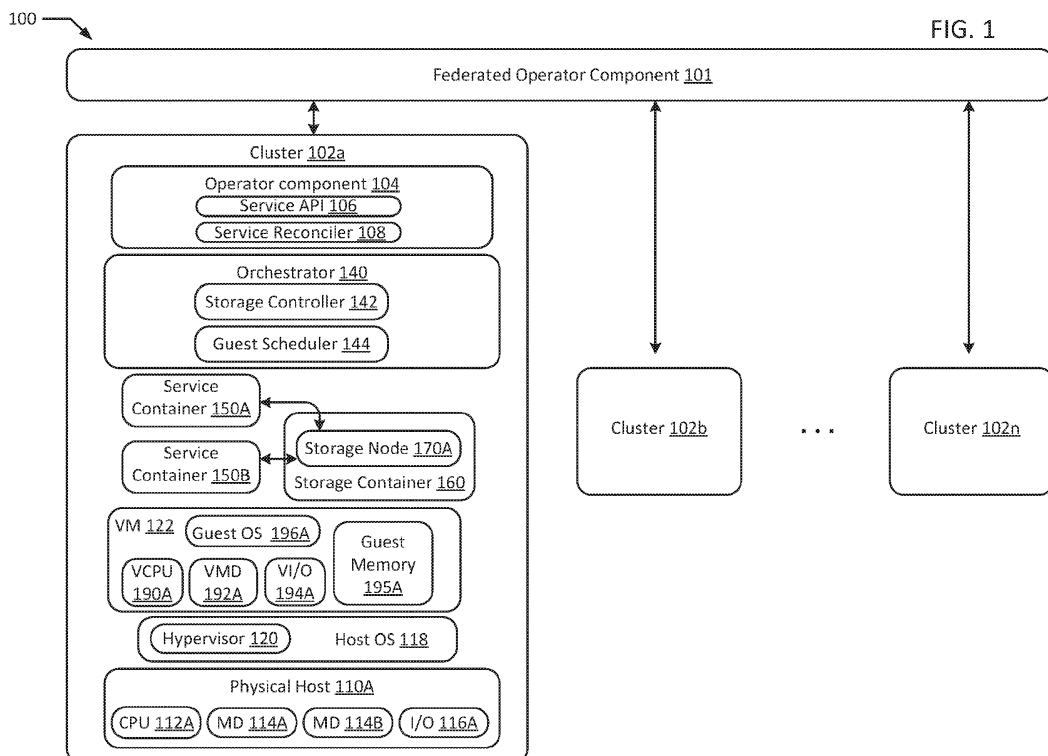 100
FIG. 1
Federated Operator Component 101
Cluster 102a
Operator component 104
Service API 106
Service Reconciler 108
Orchestrator 140
Storage Controller 142
Guest Scheduler 144
Service
Container 150A
Service
Container 150B
Storage Node 170A
Storage Container 160
Cluster 102b
. . .
Cluster 102n
VM 122
Guest OS 196A
VCPU
190A
VMD
192A
VI/O
194A
Guest
Memory
195A
Hypervisor 120
Host OS 118
Physical Host 110A
CPU 112A
MD 114A
MD 114B
I/O 116A